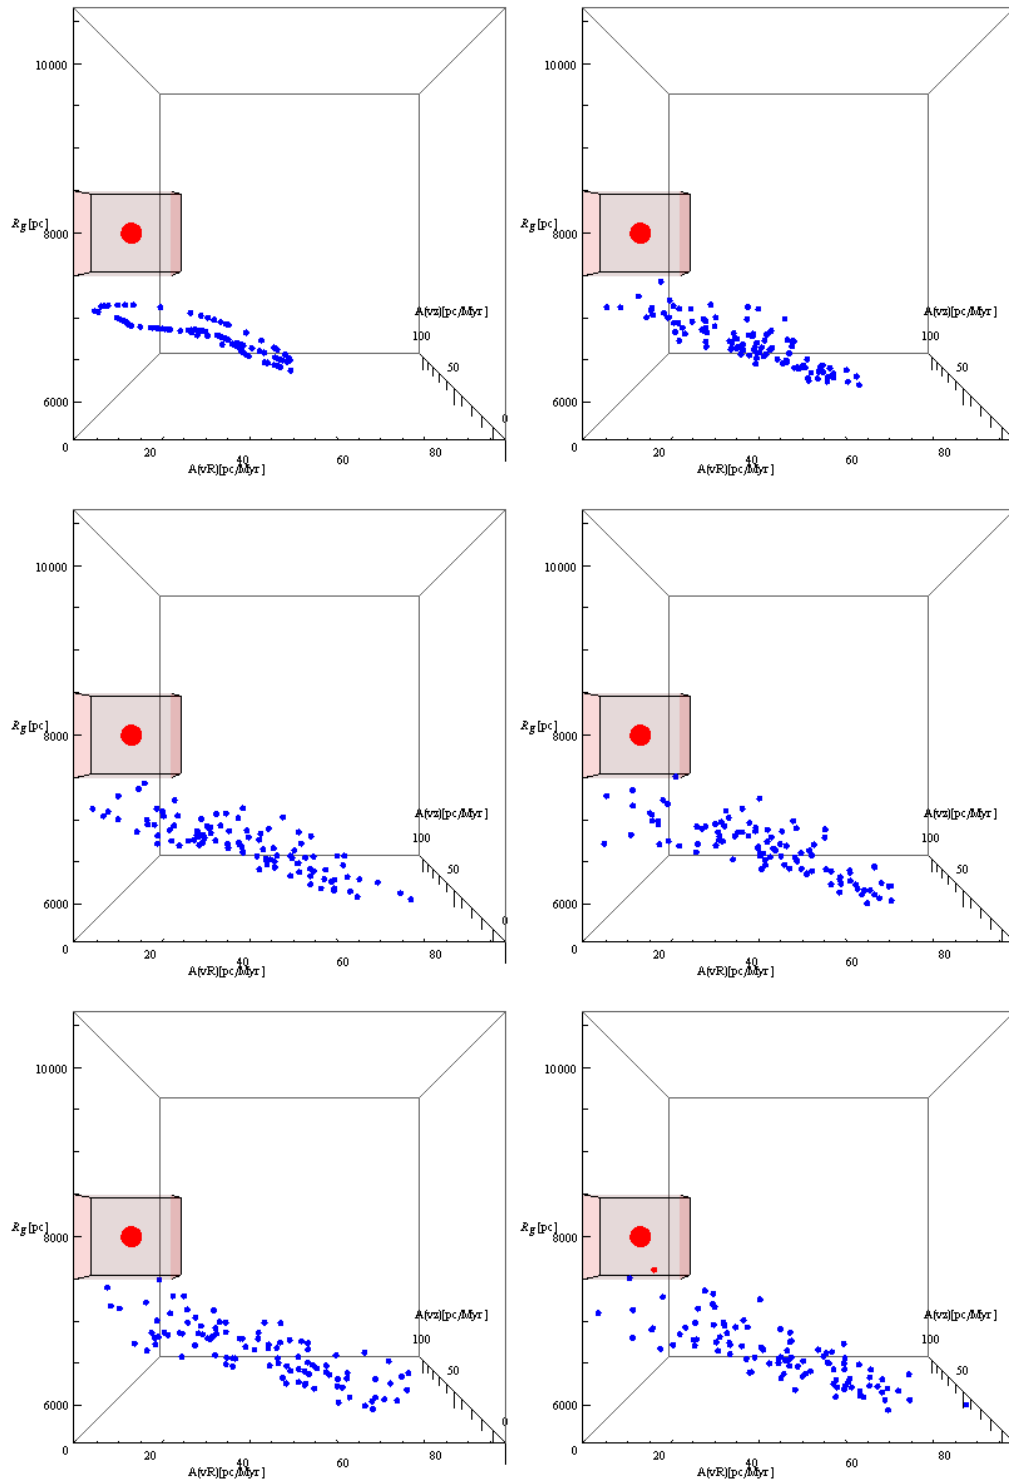 10000 10000
R_g [pc] 8000 R_g [pc] 8000
A(vz)[pc/Myr] A(vz)[pc/Myr]
100 100
50 50
6000 6000
0
0 0
20 40 60 80 20 40 60 80
A(vR)[pc/Myr] A(vR)[pc/Myr]
10000 10000
R_g [pc] 8000 R_g [pc] 8000
A(vz)[pc/Myr] A(vz)[pc/Myr]
100 100
50 50
6000 6000
0
0 0
20 40 60 80 20 40 60 80
A(vR)[pc/Myr] A(vR)[pc/Myr]
10000 10000
R_g [pc] 8000 R_g [pc] 8000
A(vz)[pc/Myr] A(vz)[pc/Myr]
100 100
50 50
6000 6000
0
0 0
20 40 60 80 20 40 60 80
A(vR)[pc/Myr] A(vR)[pc/Myr]